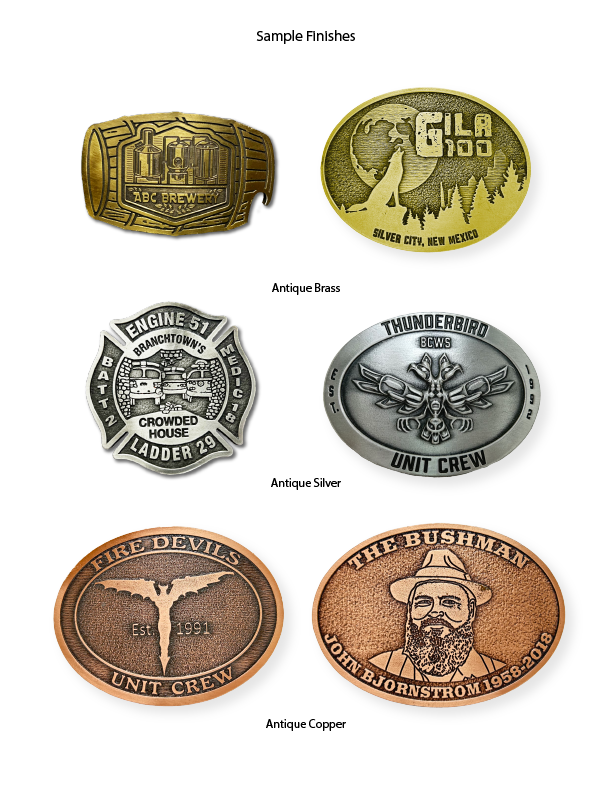 Sample Finishes
ABC BREWERY
GILA
100
SILVER CITY, NEW MEXICO
Antique Brass
ENGINE 51
BRANCHTOWN'S
BATT 2
MEDIC 18
CROWDED
HOUSE
LADDER 29
THUNDERBIRD
BCWS
EST.
1992
UNIT CREW
Antique Silver
FIRE DEVILS
Est. 1991
UNIT CREW
THE BUSHMAN
JOHN BJORNSTROM 1958-2018
Antique Copper